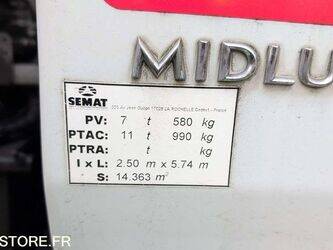 MIDLU
SEMAT
PV: 7 t 580 kg
PTAC: 11 t 990 kg
PTRA: t kg
l x L: 2.50 m x 5.74 m
S: 14.363 m²
STORE.FR